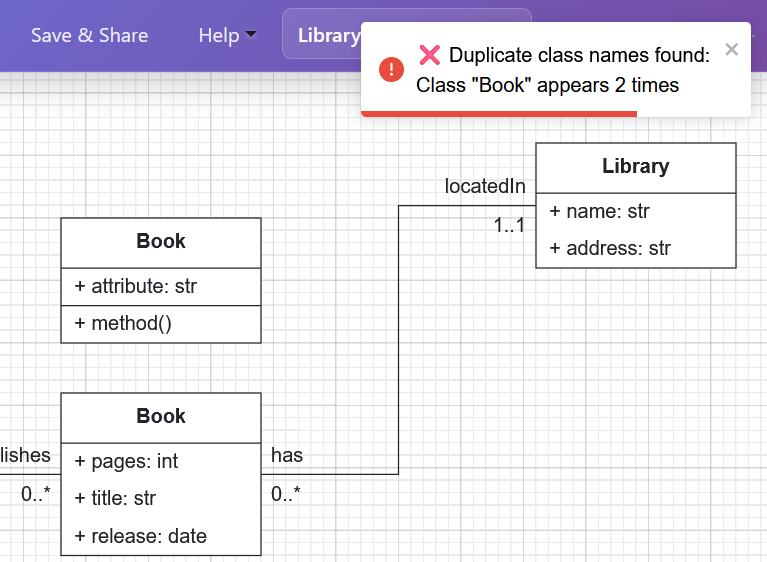 Save & Share
Help
Library
❌ Duplicate class names found:
Class "Book" appears 2 times
Library
+ name: str
+ address: str
locatedIn
1..1
Book
+ attribute: str
+ method()
Book
+ pages: int
+ title: str
+ release: date
lishes
0..*
has
0..*